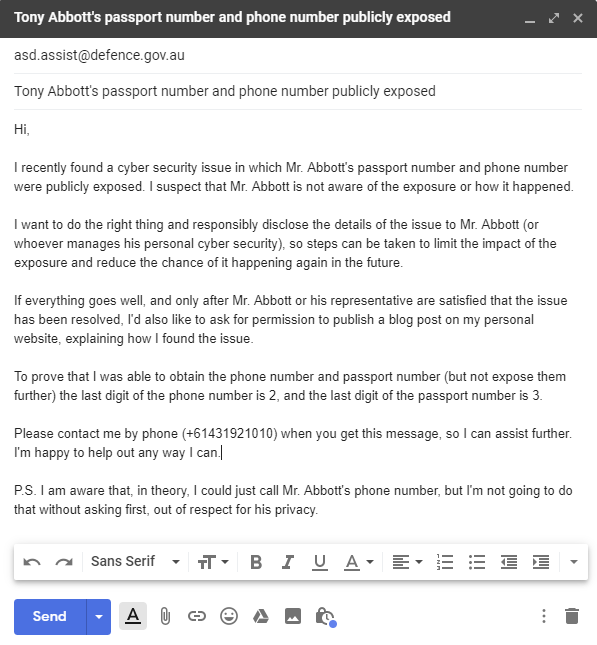 Tony Abbott's passport number and phone number publicly exposed
asd.assist@defence.gov.au
Tony Abbott's passport number and phone number publicly exposed
Hi,
I recently found a cyber security issue in which Mr. Abbott's passport number and phone number
were publicly exposed. I suspect that Mr. Abbott is not aware of the exposure or how it happened.
I want to do the right thing and responsibly disclose the details of the issue to Mr. Abbott (or
whoever manages his personal cyber security), so steps can be taken to limit the impact of the
exposure and reduce the chance of it happening again in the future.
If everything goes well, and only after Mr. Abbott or his representative are satisfied that the issue
has been resolved, I'd also like to ask for permission to publish a blog post on my personal
website, explaining how I found the issue.
To prove that I was able to obtain the phone number and passport number (but not expose them
further) the last digit of the phone number is 2, and the last digit of the passport number is 3.
Please contact me by phone (+61431921010) when you get this message, so I can assist further.
I'm happy to help out any way I can.
P.S. I am aware that, in theory, I could just call Mr. Abbott's phone number, but I'm not going to do
that without asking first, out of respect for his privacy.
Sans Serif
Send